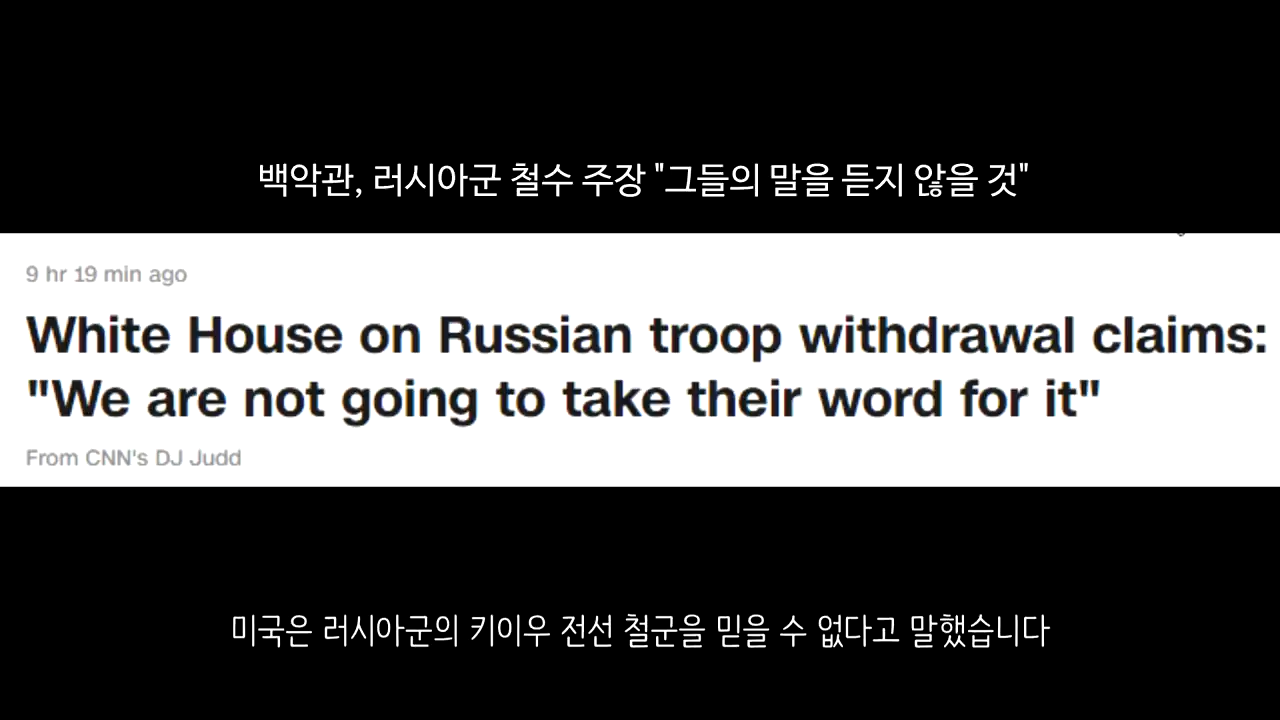 백악관, 러시아군 철수 주장 "그들의 말을 듣지 않을 것"
9 hr 19 min ago
White House on Russian troop withdrawal claims:
"We are not going to take their word for it"
From CNN's DJ Judd
미국은 러시아군의 키이우 전선 철군을 믿을 수 없다고 말했습니다